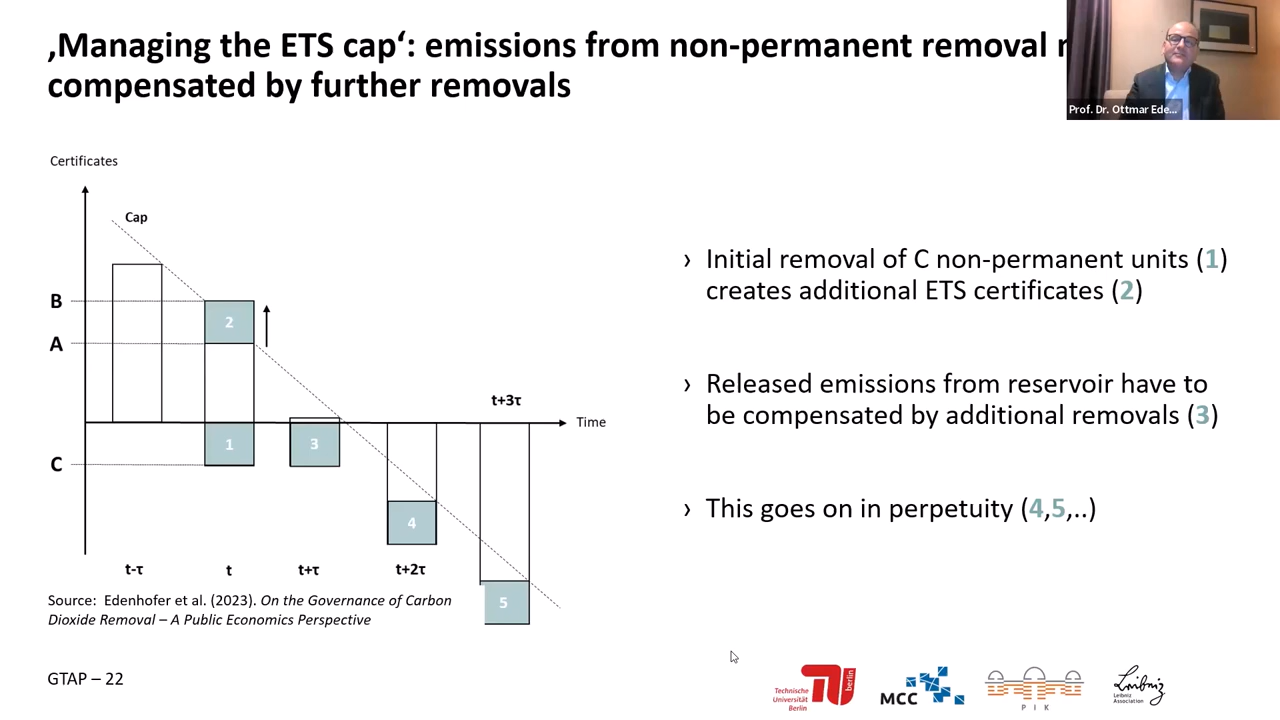 ‚Managing the ETS cap‘: emissions from non-permanent removal
compensated by further removals
Prof. Dr. Ottmar Ede...
Certificates
Cap
B
2
A
t+3τ
Time
1
3
C
4
t-τ
t
t+τ
t+2τ
5
Source: Edenhofer et al. (2023). On the Governance of Carbon
Dioxide Removal – A Public Economics Perspective
› Initial removal of C non-permanent units (1)
creates additional ETS certificates (2)
› Released emissions from reservoir have to
be compensated by additional removals (3)
› This goes on in perpetuity (4,5,..)
GTAP – 22
Technische
Universität
Berlin
berlin
MCC
P I K
Leibniz
Leibniz
Association